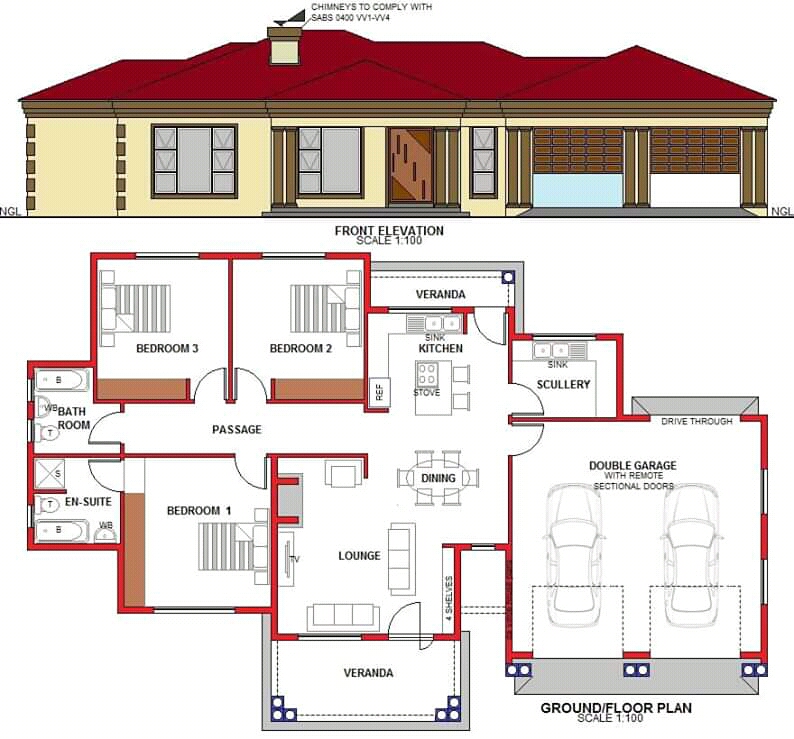 CHIMNEYS TO COMPLY WITH
SABS 0400 VV1-VV4
NGL
NGL
FRONT ELEVATION
SCALE 1:100
VERANDA
BEDROOM 3
BEDROOM 2
SINK
KITCHEN
SINK
SCULLERY
REF
STOVE
B
WB
BATH
ROOM
T
PASSAGE
DRIVE THROUGH
DOUBLE GARAGE
WITH REMOTE
SECTIONAL DOORS
S
EN-SUITE
T
B
WB
BEDROOM 1
DINING
LOUNGE
TV
4 SHELVES
VERANDA
GROUND/FLOOR PLAN
SCALE 1:100